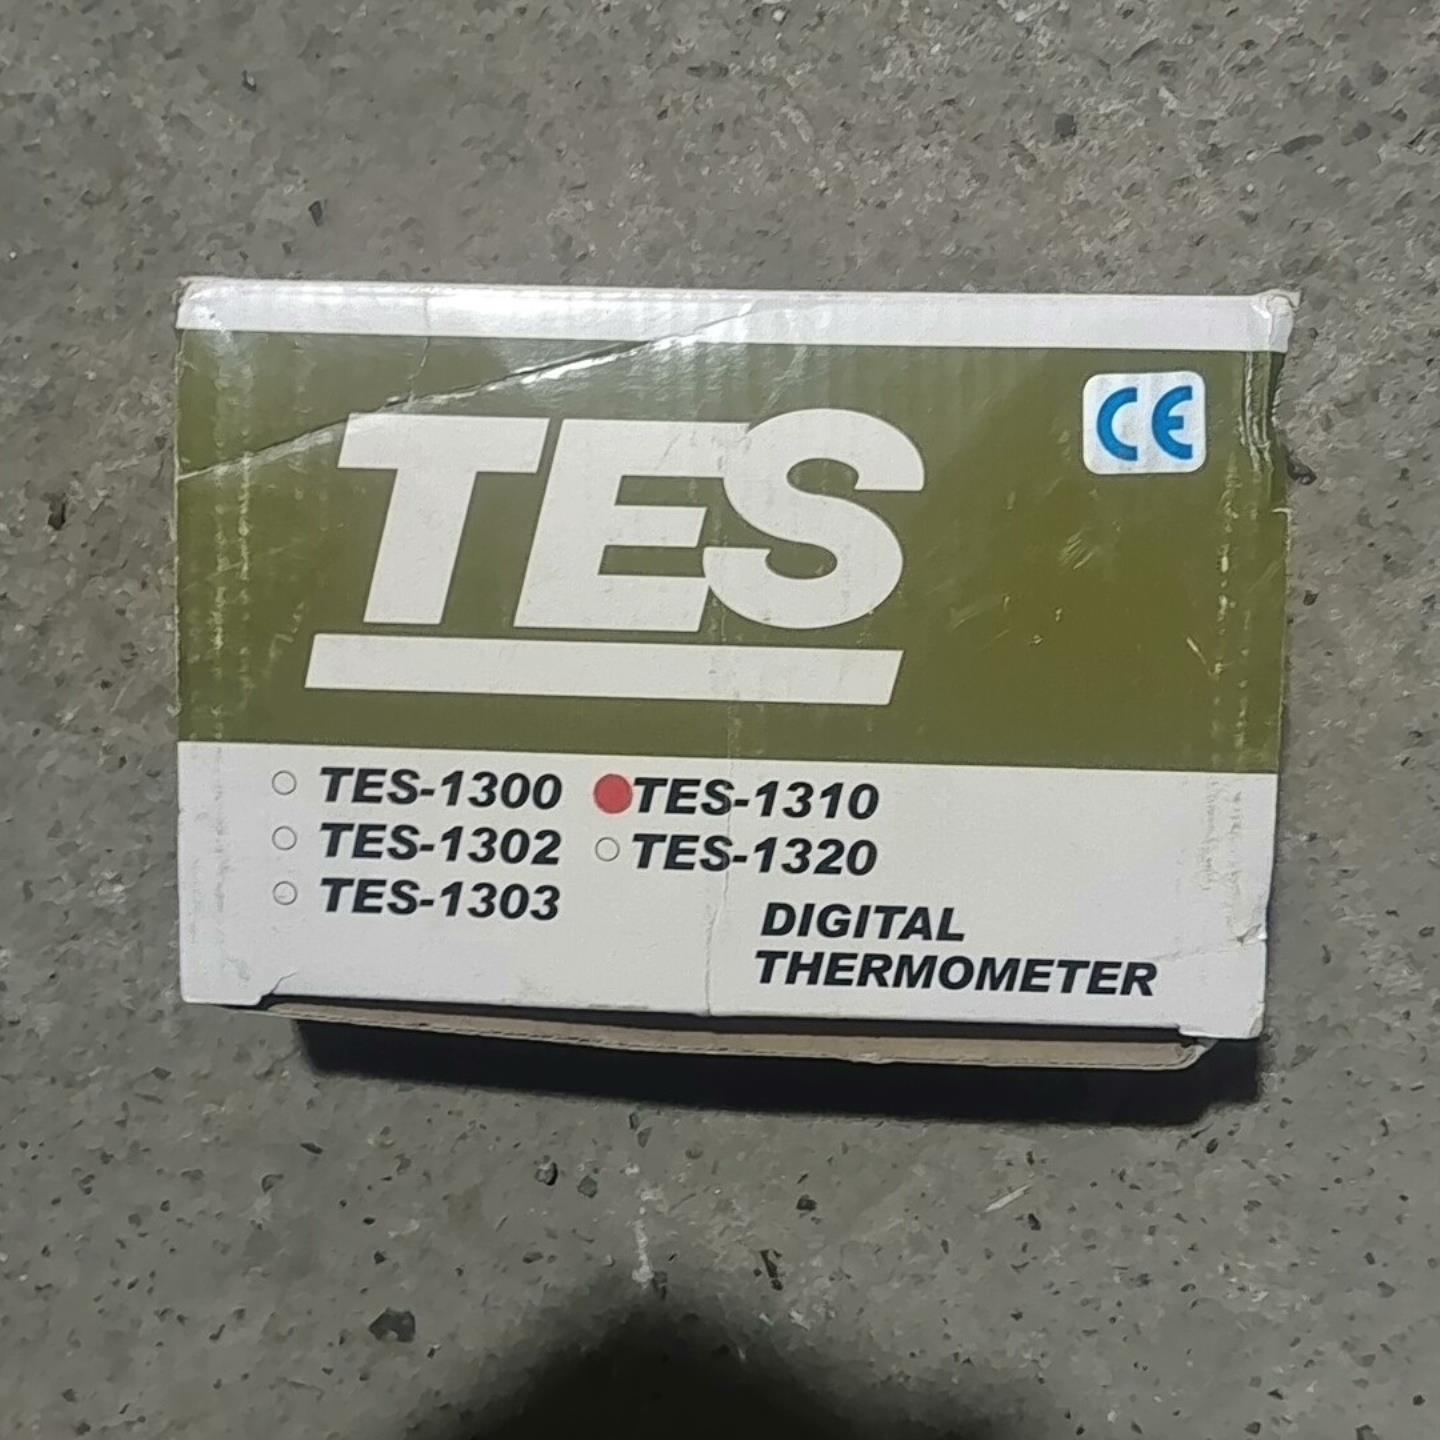 CE
TES
TES-1300
TES-1302
TES-1303
TES-1310
TES-1320
DIGITAL
THERMOMETER